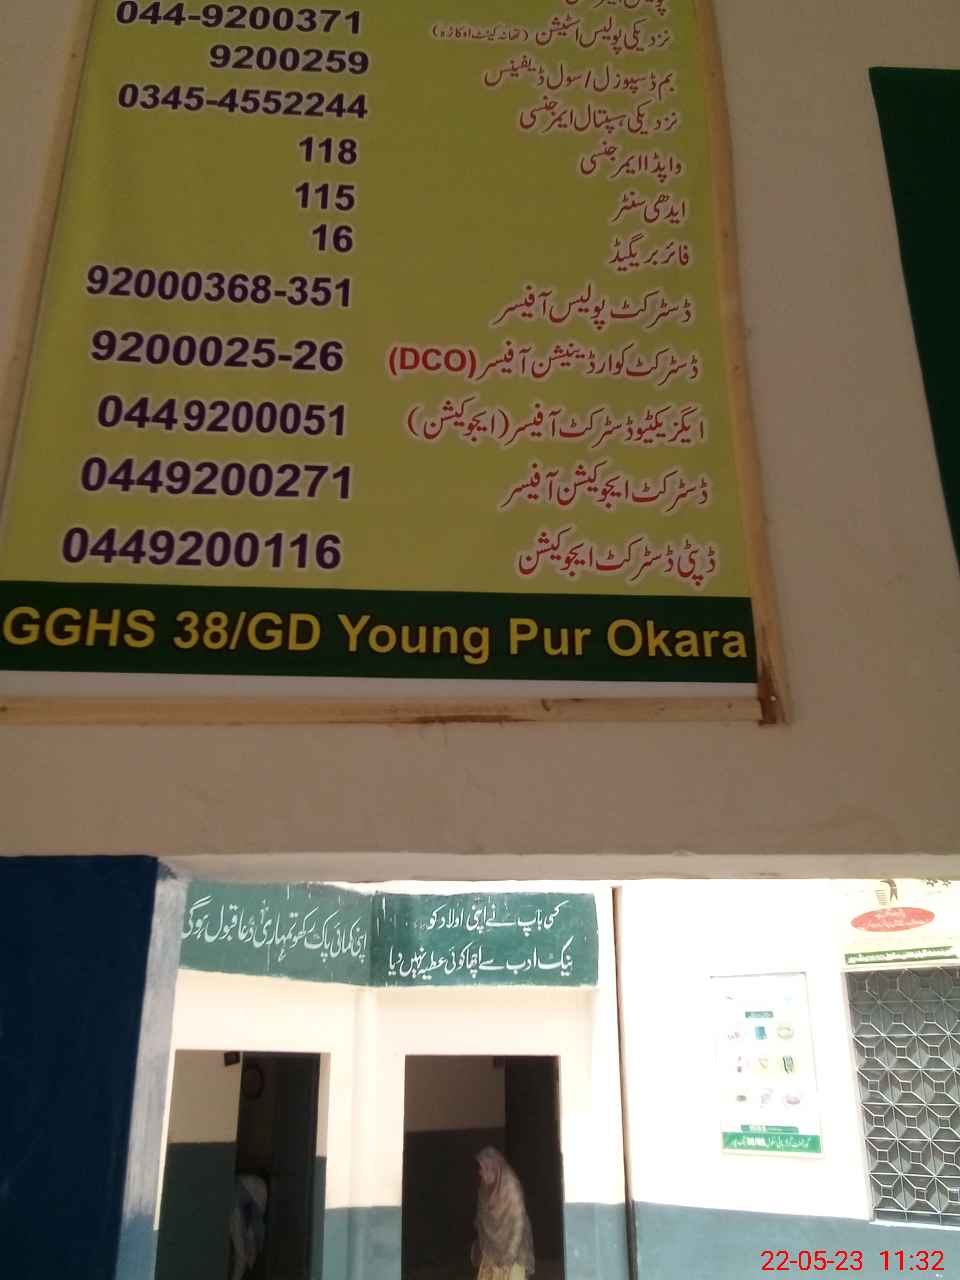 044-9200371 نزدیکی پولیس اسٹیشن (تھانہ کینٹ اوکاڑہ)
9200259 بم ڈسپوزل/سول ڈیفینس
0345-4552244 نزدیکی ہسپتال ایمرجنسی
118 واپڈا ایمرجنسی
115 ایدھی سنٹر
16 فائر بریگیڈ
92000368-351 ڈسٹرکٹ پولیس آفیسر
9200025-26 ڈسٹرکٹ کوارڈینیشن آفیسر (DCO)
0449200051 ایگزیکٹیو ڈسٹرکٹ آفیسر (ایجوکیشن)
0449200271 ڈسٹرکٹ ایجوکیشن آفیسر
0449200116 ڈپٹی ڈسٹرکٹ ایجوکیشن
GGHS 38/GD Young Pur Okara
کسی باپ نے اپنی اولاد کو
نیک ادب سے اچھا کوئی عطیہ نہیں دیا
اپنی کمائی پاک رکھو تمہاری دعا قبول ہوگی
22-05-23 11:32